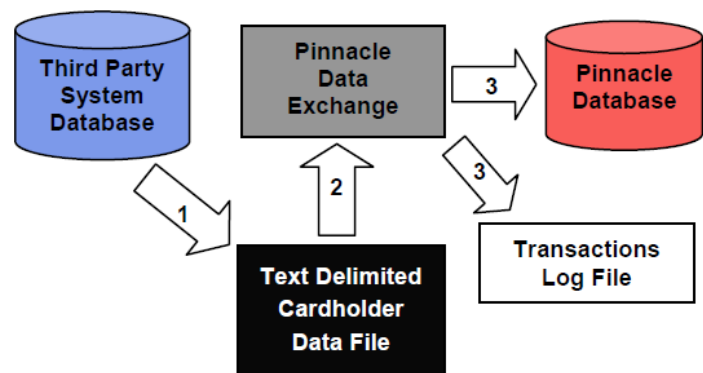 Third Party
System
Database
Pinnacle
Data
Exchange
3
Pinnacle
Database
1
2
3
Text Delimited
Cardholder
Data File
Transactions
Log File